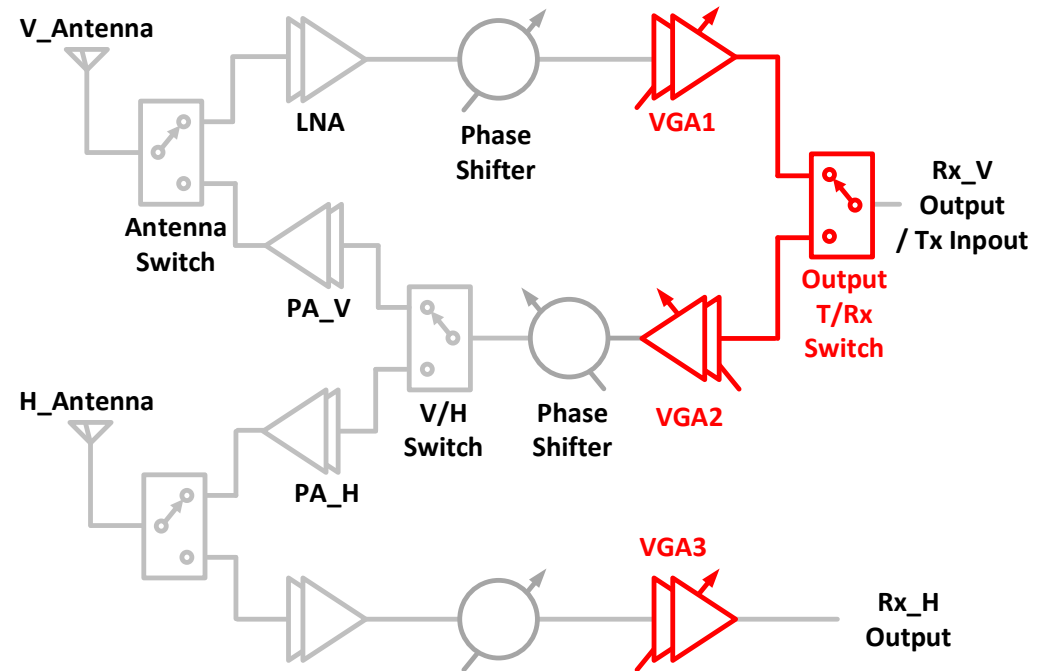 V_Antenna
LNA
Phase
Shifter
VGA1
Rx_V
Output
/ Tx Inpout
Antenna
Switch
Output
T/Rx
Switch
PA_V
H_Antenna
V/H
Switch
Phase
Shifter
VGA2
PA_H
VGA3
Rx_H
Output